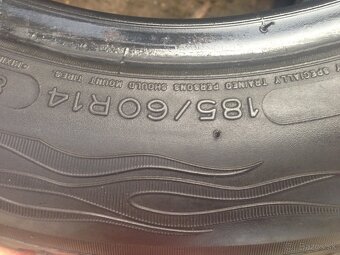 SPECIALLY TRAINED PERSONS SHOULD MOUNT TIRES.
185/60R14